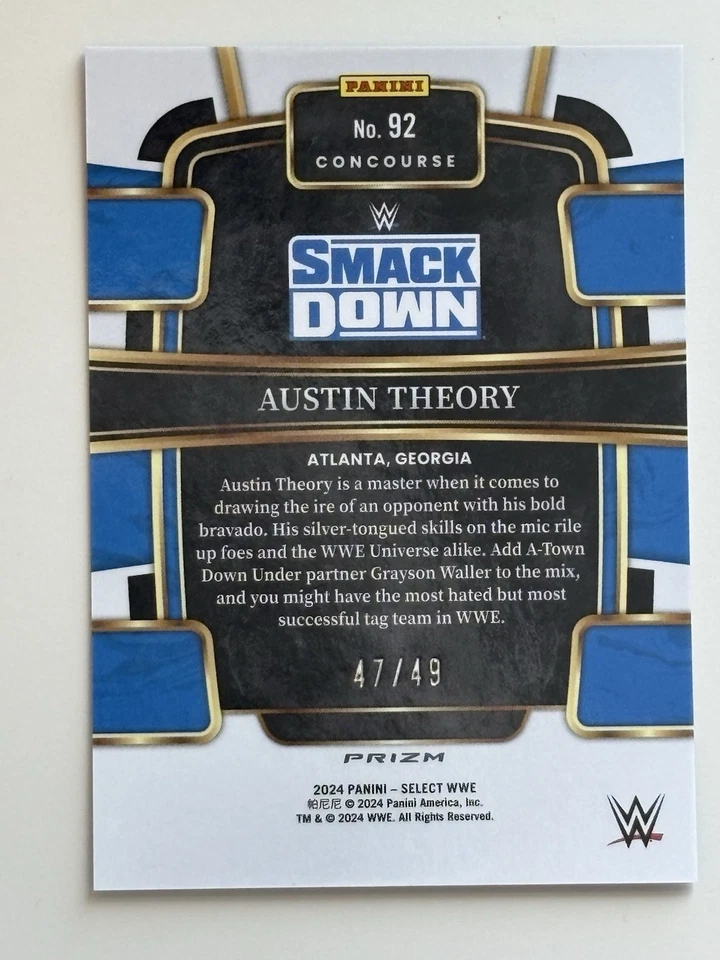 PANINI
No. 92
CONCOURSE
W
SMACK
DOWN
AUSTIN THEORY
ATLANTA, GEORGIA
Austin Theory is a master when it comes to
drawing the ire of an opponent with his bold
bravado. His silver-tongued skills on the mic rile
up foes and the WWE Universe alike. Add A-Town
Down Under partner Grayson Waller to the mix,
and you might have the most hated but most
successful tag team in WWE.
47/49
PRIZM
2024 PANINI – SELECT WWE
帕尼尼 © 2024 Panini America, Inc.
TM & © 2024 WWE. All Rights Reserved.
W